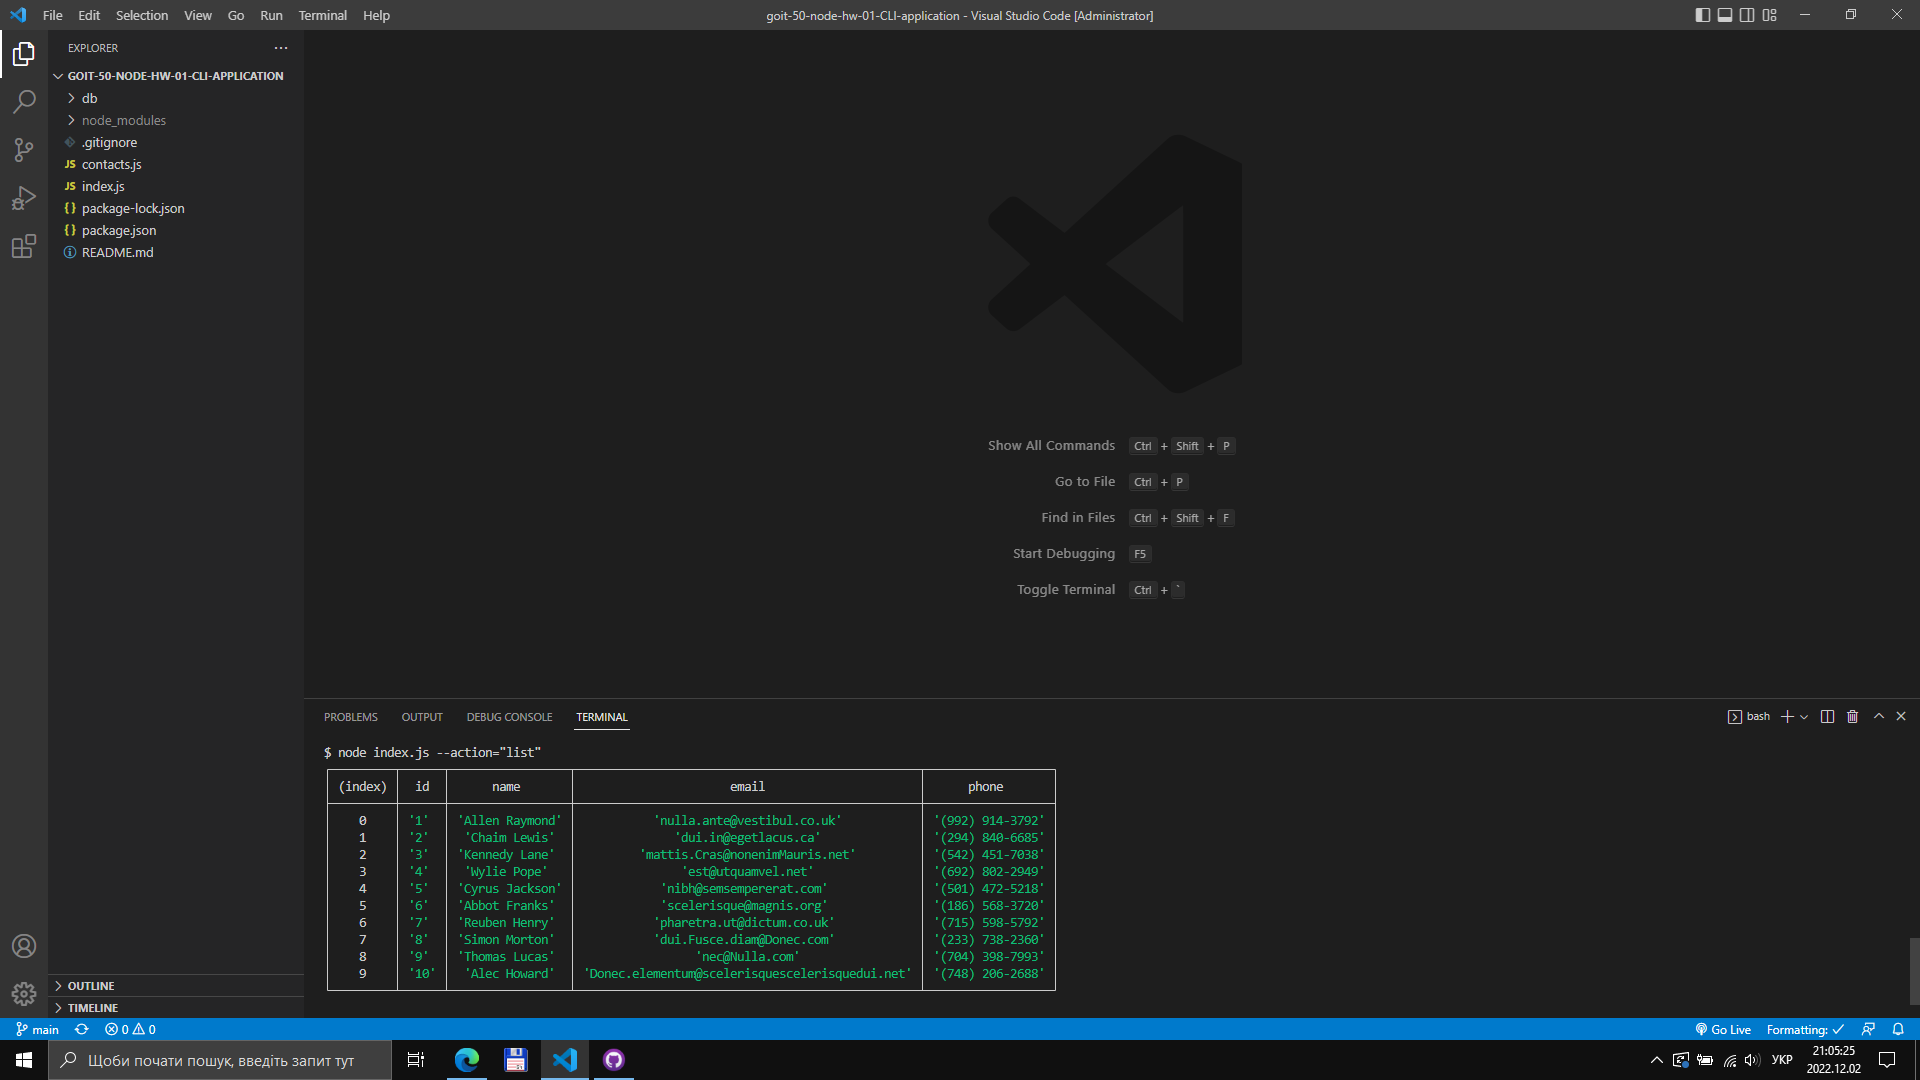 File Edit Selection View Go Run Terminal Help
goit-50-node-hw-01-CLI-application - Visual Studio Code [Administrator]
EXPLORER
GOIT-50-NODE-HW-01-CLI-APPLICATION
db
node_modules
.gitignore
JS contacts.js
JS index.js
{} package-lock.json
{} package.json
README.md
OUTLINE
TIMELINE
Show All Commands Ctrl + Shift + P
Go to File Ctrl + P
Find in Files Ctrl + Shift + F
Start Debugging F5
Toggle Terminal Ctrl + `
PROBLEMS OUTPUT DEBUG CONSOLE TERMINAL
bash
$ node index.js --action="list"
(index) id name email phone
0 '1' 'Allen Raymond' 'nulla.ante@vestibul.co.uk' '(992) 914-3792'
1 '2' 'Chaim Lewis' 'dui.in@egetlacus.ca' '(294) 840-6685'
2 '3' 'Kennedy Lane' 'mattis.Cras@nonenimMauris.net' '(542) 451-7038'
3 '4' 'Wylie Pope' 'est@utquamvel.net' '(692) 802-2949'
4 '5' 'Cyrus Jackson' 'nibh@semsempererat.com' '(501) 472-5218'
5 '6' 'Abbot Franks' 'scelerisque@magnis.org' '(186) 568-3720'
6 '7' 'Reuben Henry' 'pharetra.ut@dictum.co.uk' '(715) 598-5792'
7 '8' 'Simon Morton' 'dui.Fusce.diam@Donec.com' '(233) 738-2360'
8 '9' 'Thomas Lucas' 'nec@Nulla.com' '(704) 398-7993'
9 '10' 'Alec Howard' 'Donec.elementum@scelerisquescelerisquedui.net' '(748) 206-2688'
main 0 0
Go Live Formatting: ✓
Щоби почати пошук, введіть запит тут
УКР
21:05:25
2022.12.02